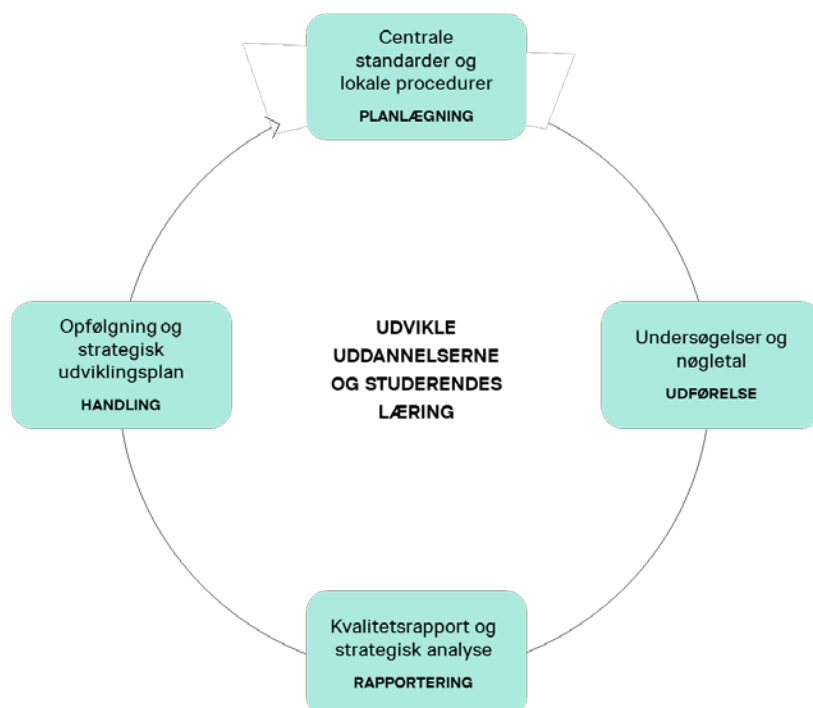 Centrale
standarder og
lokale procedurer
PLANLÆGNING
Opfølgning og
strategisk
udviklingsplan
HANDLING
UDVIKLE
UDDANNELSERNE
OG STUDERENDES
LÆRING
Undersøgelser og
nøgletal
UDFØRELSE
Kvalitetsrapport og
strategisk analyse
RAPPORTERING